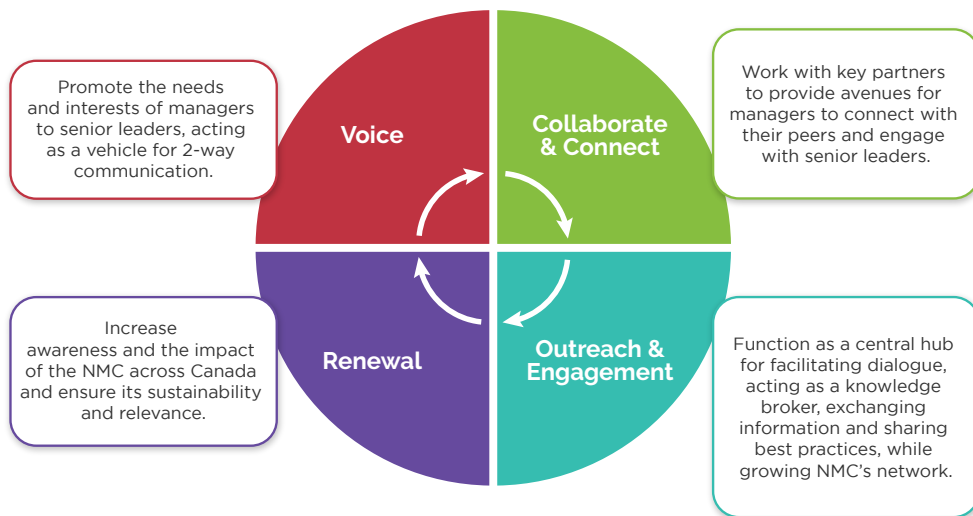 Promote the needs
and interests of managers
to senior leaders, acting
as a vehicle for 2-way
communication.
Voice
Collaborate
& Connect
Work with key partners
to provide avenues for
managers to connect with
their peers and engage
with senior leaders.
Increase
awareness and the impact
of the NMC across Canada
and ensure its sustainability
and relevance.
Renewal
Outreach &
Engagement
Function as a central hub
for facilitating dialogue,
acting as a knowledge
broker, exchanging
information and sharing
best practices, while
growing NMC’s network.